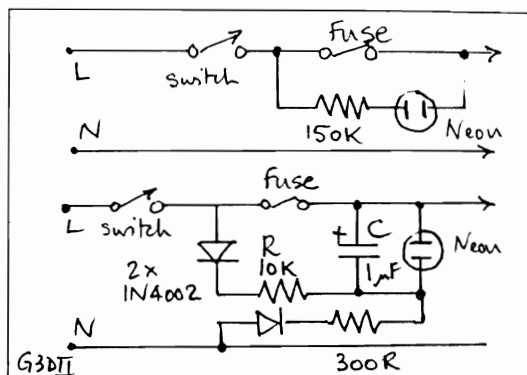 Fuse
L
switch
150K
Neon
N
Fuse
L switch
C
Neon
R
+
10K
1µF
2x
1N4002
N
300R
G3DII